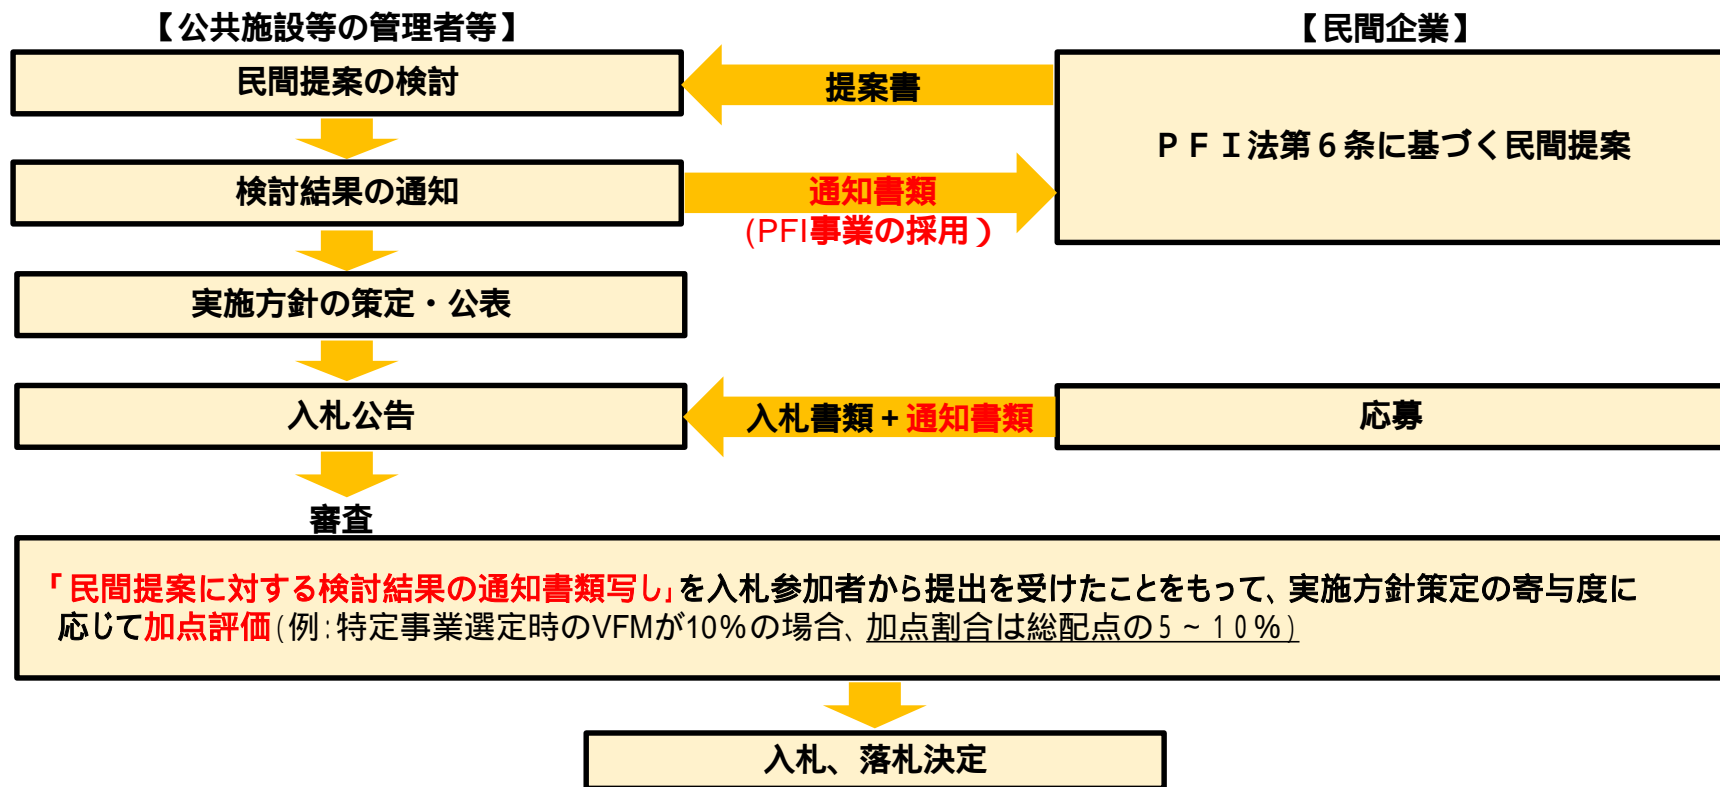 【公共施設等の管理者等】
【民間企業】
民間提案の検討
提案書
PFI法第6条に基づく民間提案
検討結果の通知
通知書類
(PFI事業の採用)
実施方針の策定・公表
入札公告
入札書類+通知書類
応募
審査
「民間提案に対する検討結果の通知書類写し」を入札参加者から提出を受けたことをもって、実施方針策定の寄与度に
応じて加点評価(例:特定事業選定時のVFMが10%の場合、加点割合は総配点の5~10%)
入札、落札決定